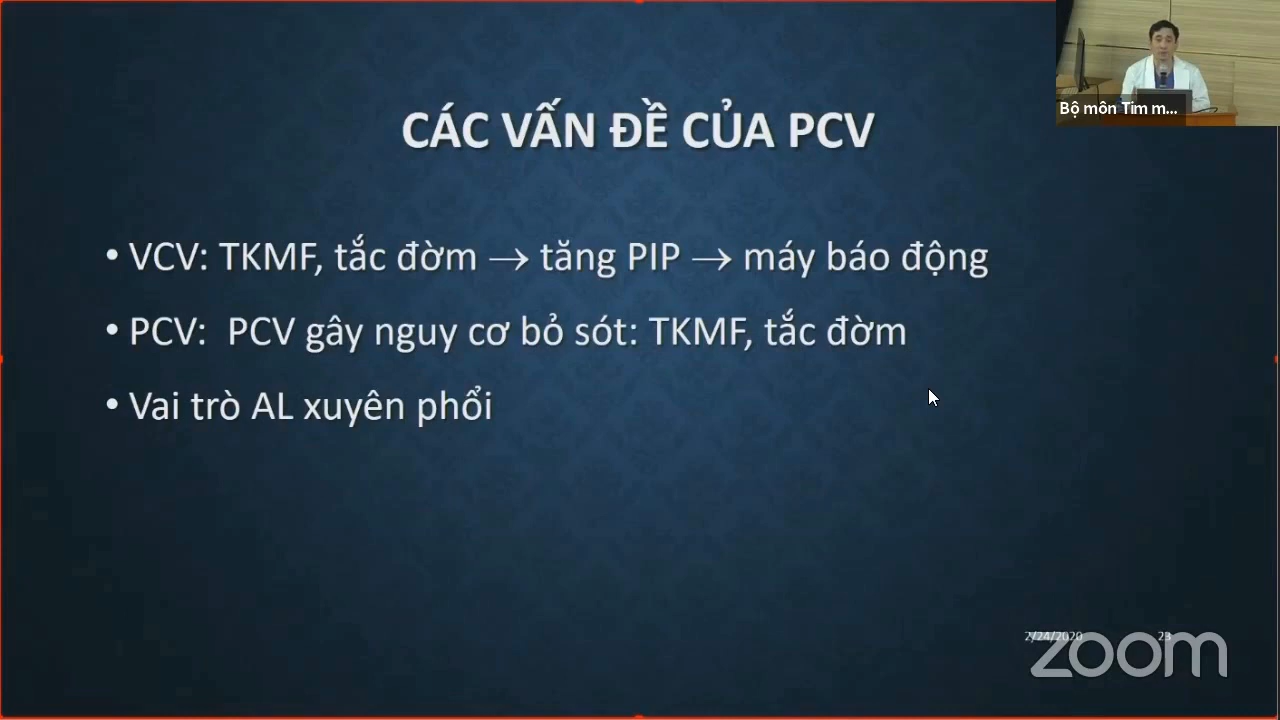 Bộ môn Tim m...
CÁC VẤN ĐỀ CỦA PCV
• VCV: TKMF, tắc đờm → tăng PIP → máy báo động
• PCV: PCV gây nguy cơ bỏ sót: TKMF, tắc đờm
• Vai trò AL xuyên phổi
2/24/2020
23
zoom